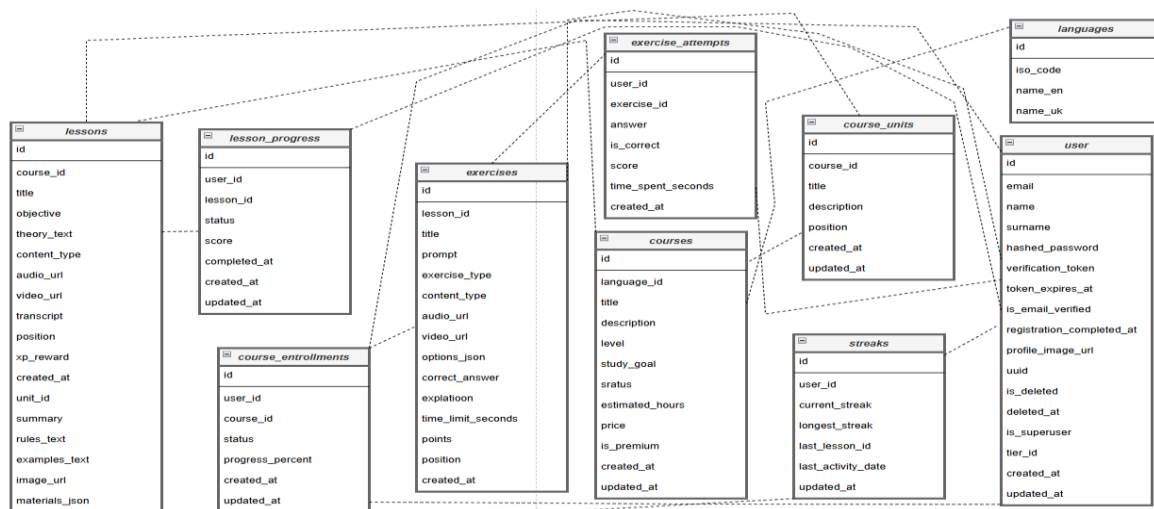 lessons
id
course_id
title
objective
theory_text
content_type
audio_url
video_url
transcript
position
xp_reward
created_at
unit_id
summary
rules_text
examples_text
image_url
materials_json
lesson_progress
id
user_id
lesson_id
status
score
completed_at
created_at
updated_at
course_entrollments
id
user_id
course_id
status
progress_percent
created_at
updated_at
exercises
id
lesson_id
title
prompt
exercise_type
content_type
audio_url
video_url
options_json
correct_answer
explatioon
time_limit_seconds
points
position
created_at
exercise_attempts
id
user_id
exercise_id
answer
is_correct
score
time_spent_seconds
created_at
courses
id
language_id
title
description
level
study_goal
sratus
estimated_hours
price
is_premium
created_at
updated_at
course_units
id
course_id
title
description
position
created_at
updated_at
streaks
id
user_id
current_streak
longest_streak
last_lesson_id
last_activity_date
updated_at
languages
id
iso_code
name_en
name_uk
user
id
email
name
surname
hashed_password
verification_token
token_expires_at
is_email_verified
registration_completed_at
profile_image_url
uuid
is_deleted
deleted_at
is_superuser
tier_id
created_at
updated_at